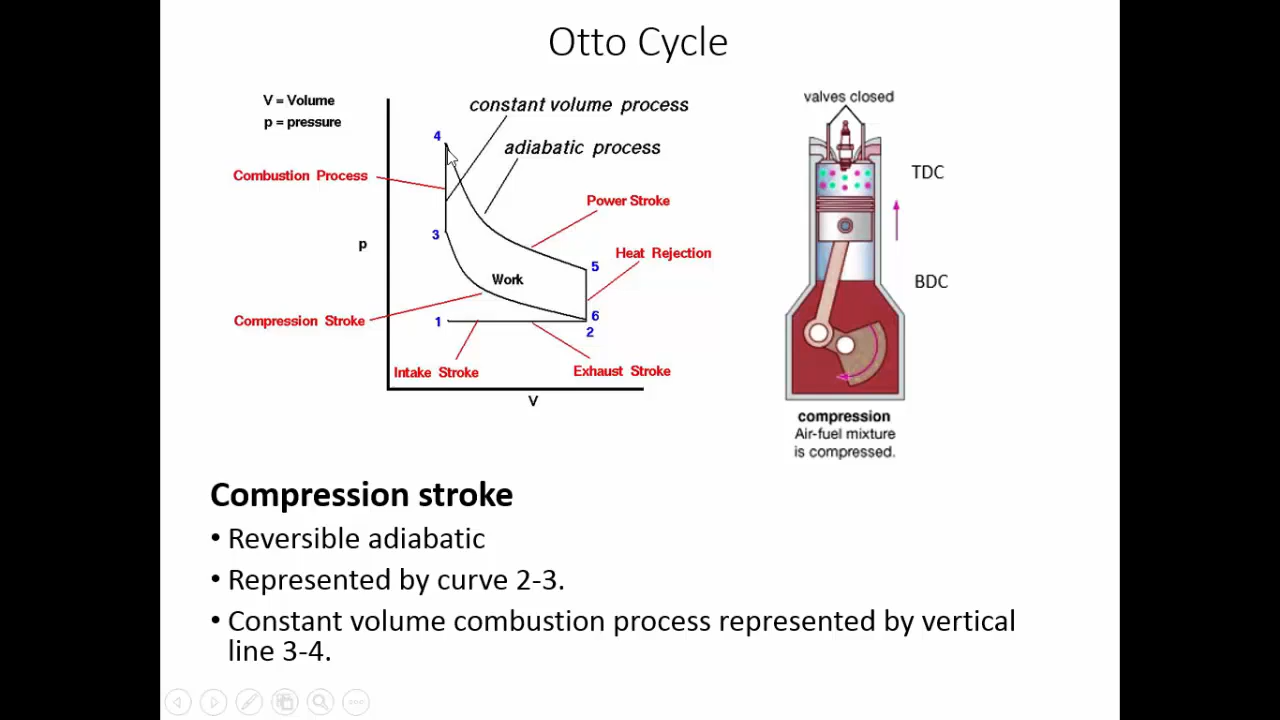 Otto Cycle
V = Volume
p = pressure
constant volume process
adiabatic process
4
Combustion Process
Power Stroke
3
p
Heat Rejection
5
Work
Compression Stroke
1
6
2
Intake Stroke
Exhaust Stroke
V
valves closed
TDC
BDC
compression
Air-fuel mixture
is compressed.
Compression stroke
• Reversible adiabatic
• Represented by curve 2-3.
• Constant volume combustion process represented by vertical
line 3-4.